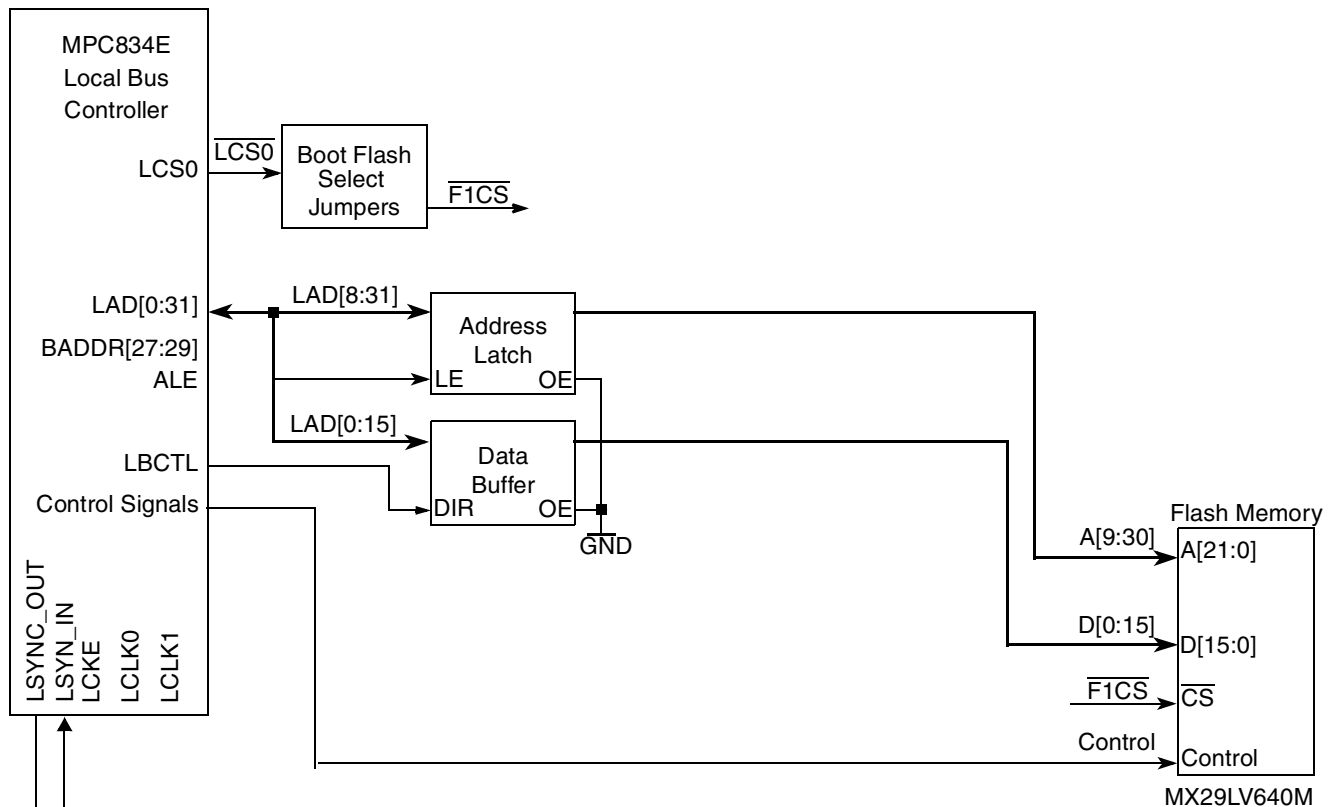 MPC834E
Local Bus
Controller
LCS0
LCS0
Boot Flash
Select
Jumpers
F1CS
LAD[0:31]
LAD[8:31]
Address
Latch
BADDR[27:29]
ALE
LE
OE
LAD[0:15]
Data
Buffer
LBCTL
Control Signals
DIR
OE
GND
Flash Memory
A[9:30]
A[21:0]
D[0:15]
D[15:0]
F1CS
CS
Control
Control
MX29LV640M
LSYNC_OUT
LSYN_IN
LCKE
LCLK0
LCLK1